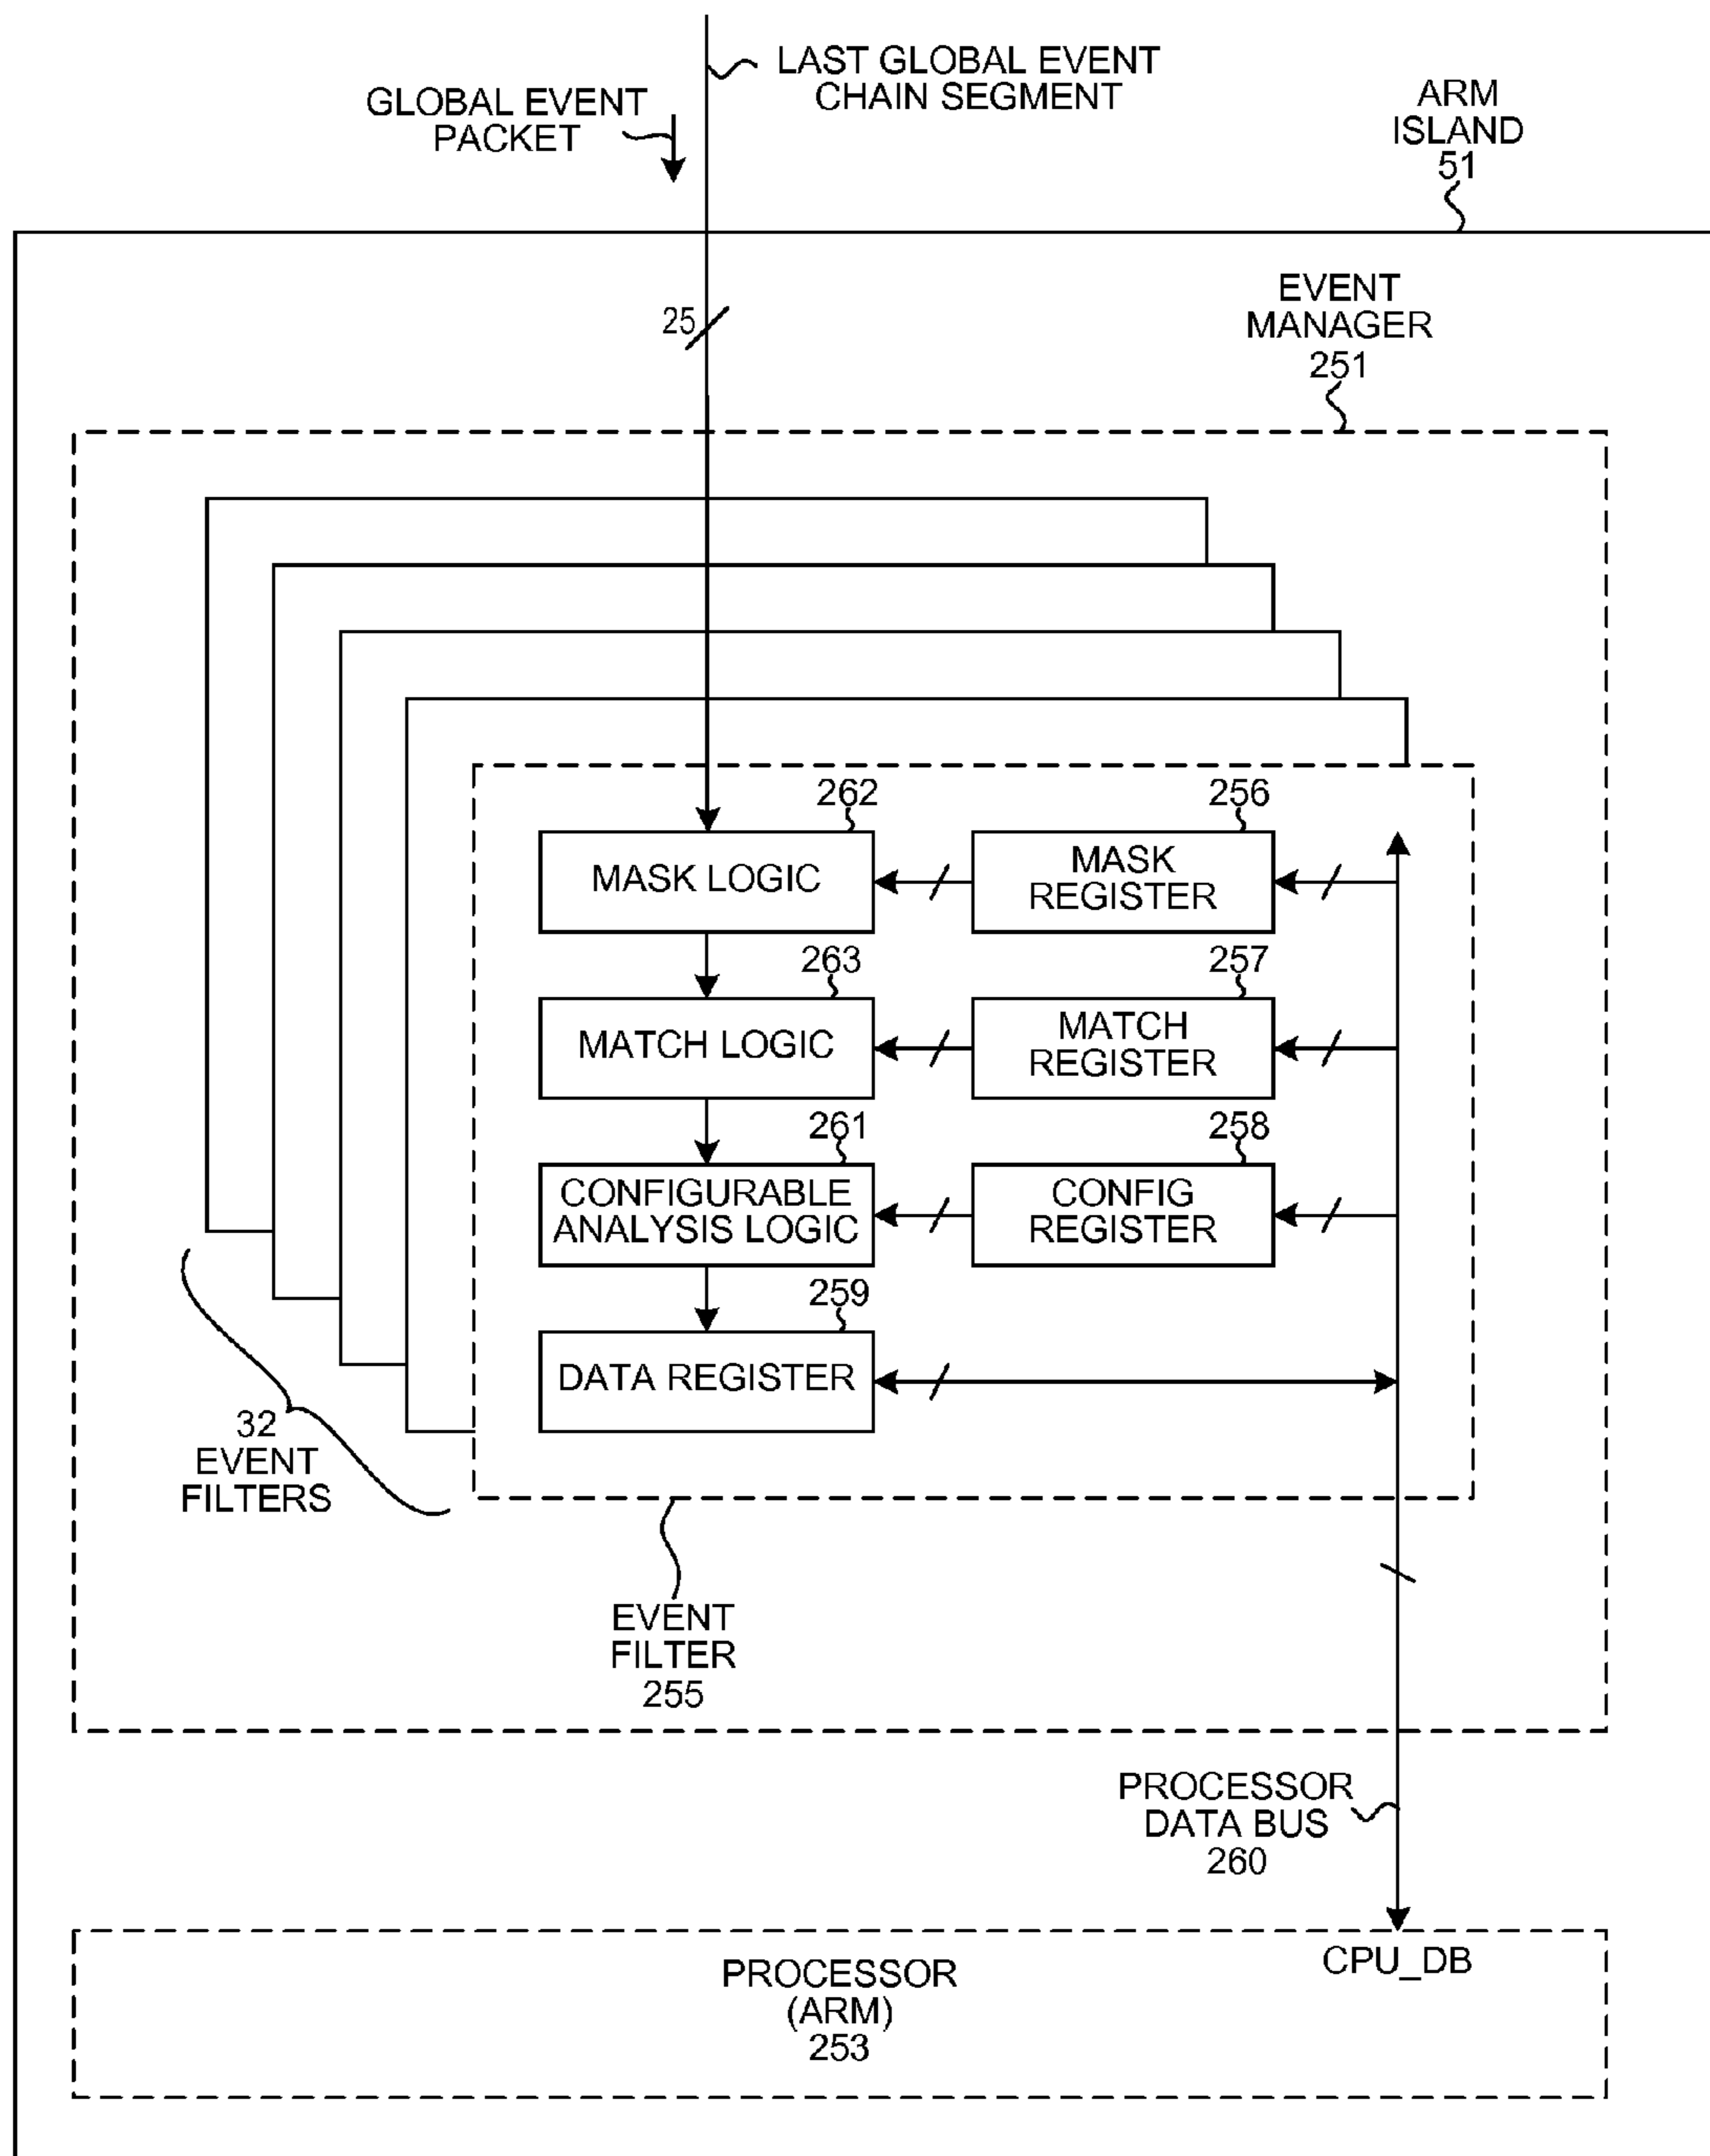 LAST GLOBAL EVENT
CHAIN SEGMENT
GLOBAL EVENT
PACKET
ARM
ISLAND
51
25
EVENT
MANAGER
251
262
256
MASK LOGIC
MASK
REGISTER
263
257
MATCH LOGIC
MATCH
REGISTER
261
258
CONFIGURABLE
ANALYSIS LOGIC
CONFIG
REGISTER
259
DATA REGISTER
32
EVENT
FILTERS
EVENT
FILTER
255
PROCESSOR
DATA BUS
260
CPU_DB
PROCESSOR
(ARM)
253